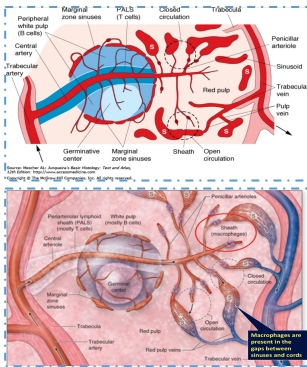 Peripheral
white pulp
(B cells)
Marginal
zone sinuses
PALS
(T cells)
Closed
circulation
Trabecula
Central
artery
Trabecular
artery
Penicillar
arteriole
Sinusoid
Trabecular
vein
Pulp
vein
S
S
S
S
Red pulp
Germinative
center
Marginal
zone sinuses
Sheath
Open
circulation
Source: Mescher AL: Junqueira's Basic Histology: Text and Atlas,
12th Edition: http://www.accessmedicine.com
Copyright © The McGraw-Hill Companies, Inc. All rights reserved.
Penicillar arterioles
Periarterial lymphoid
sheath (PALS)
(mostly T cells)
White pulp
(mostly B cells)
Sheath
(macrophages)
Central
arteriole
Germinal
center
Closed
circulation
Marginal
zone
sinuses
Open
circulation
Trabecula
Trabecular
artery
Red pulp
Red pulp veins
Trabecular vein
Macrophages are
present in the
gaps between
sinuses and cords